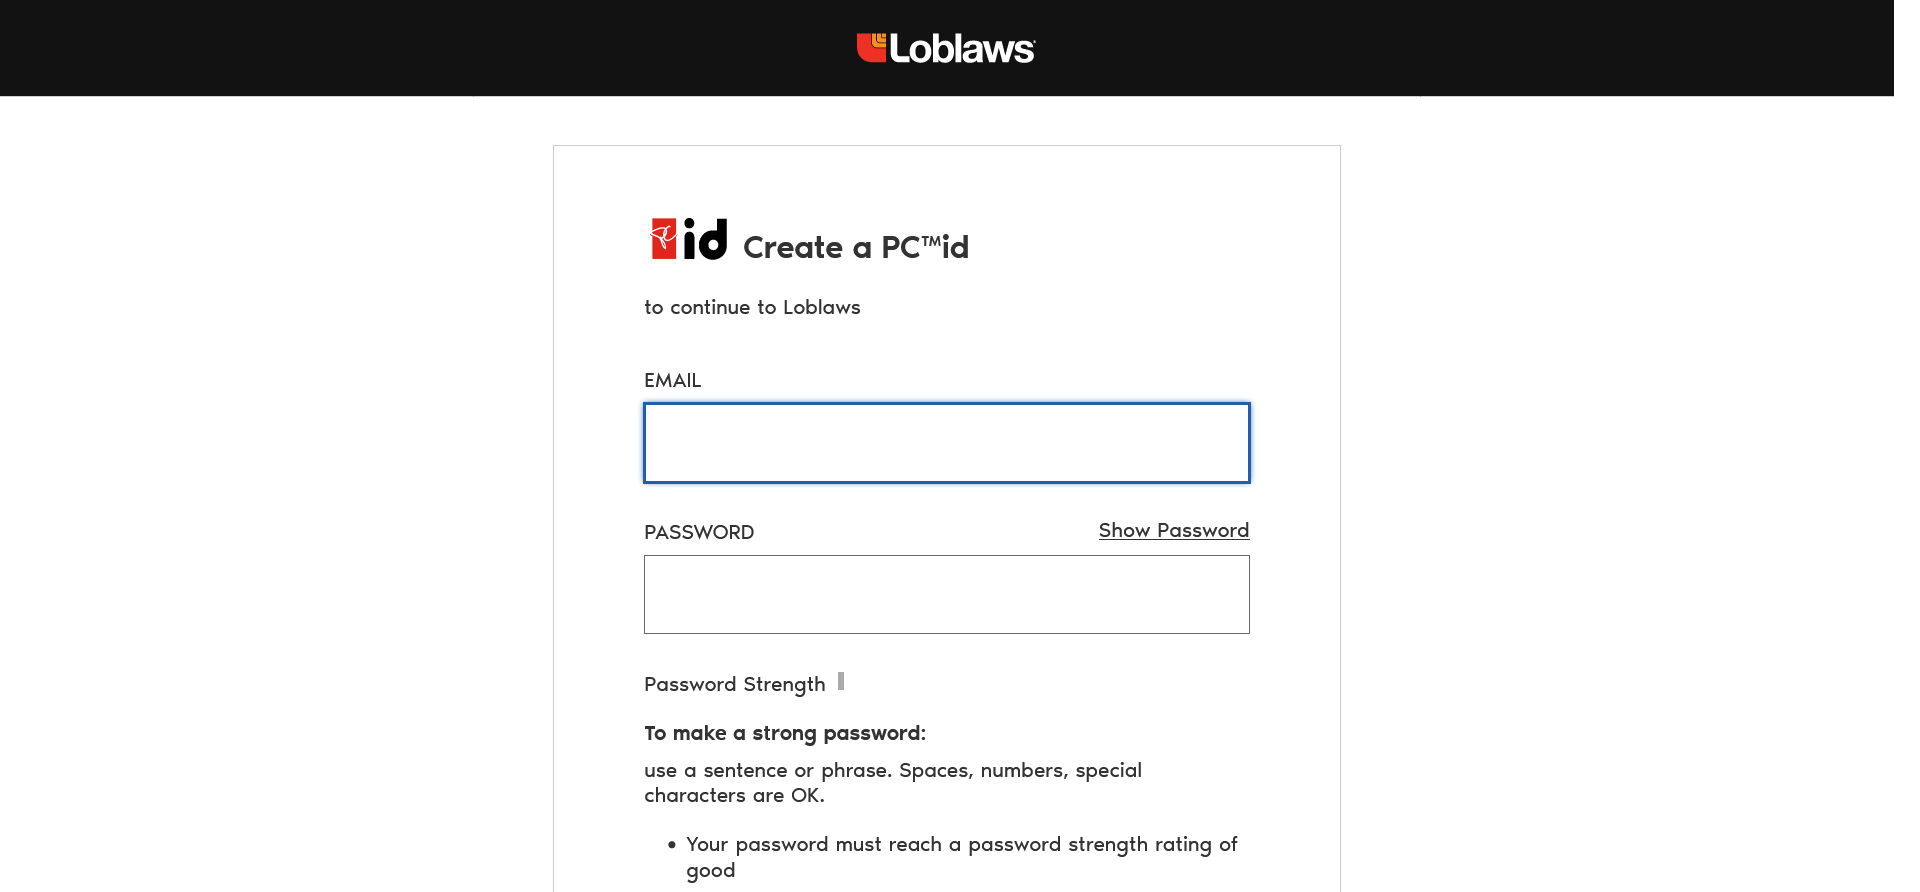 Loblaws
id Create a PC™id
to continue to Loblaws
EMAIL
PASSWORD Show Password
Password Strength
To make a strong password:
use a sentence or phrase. Spaces, numbers, special
characters are OK.
• Your password must reach a password strength rating of
good